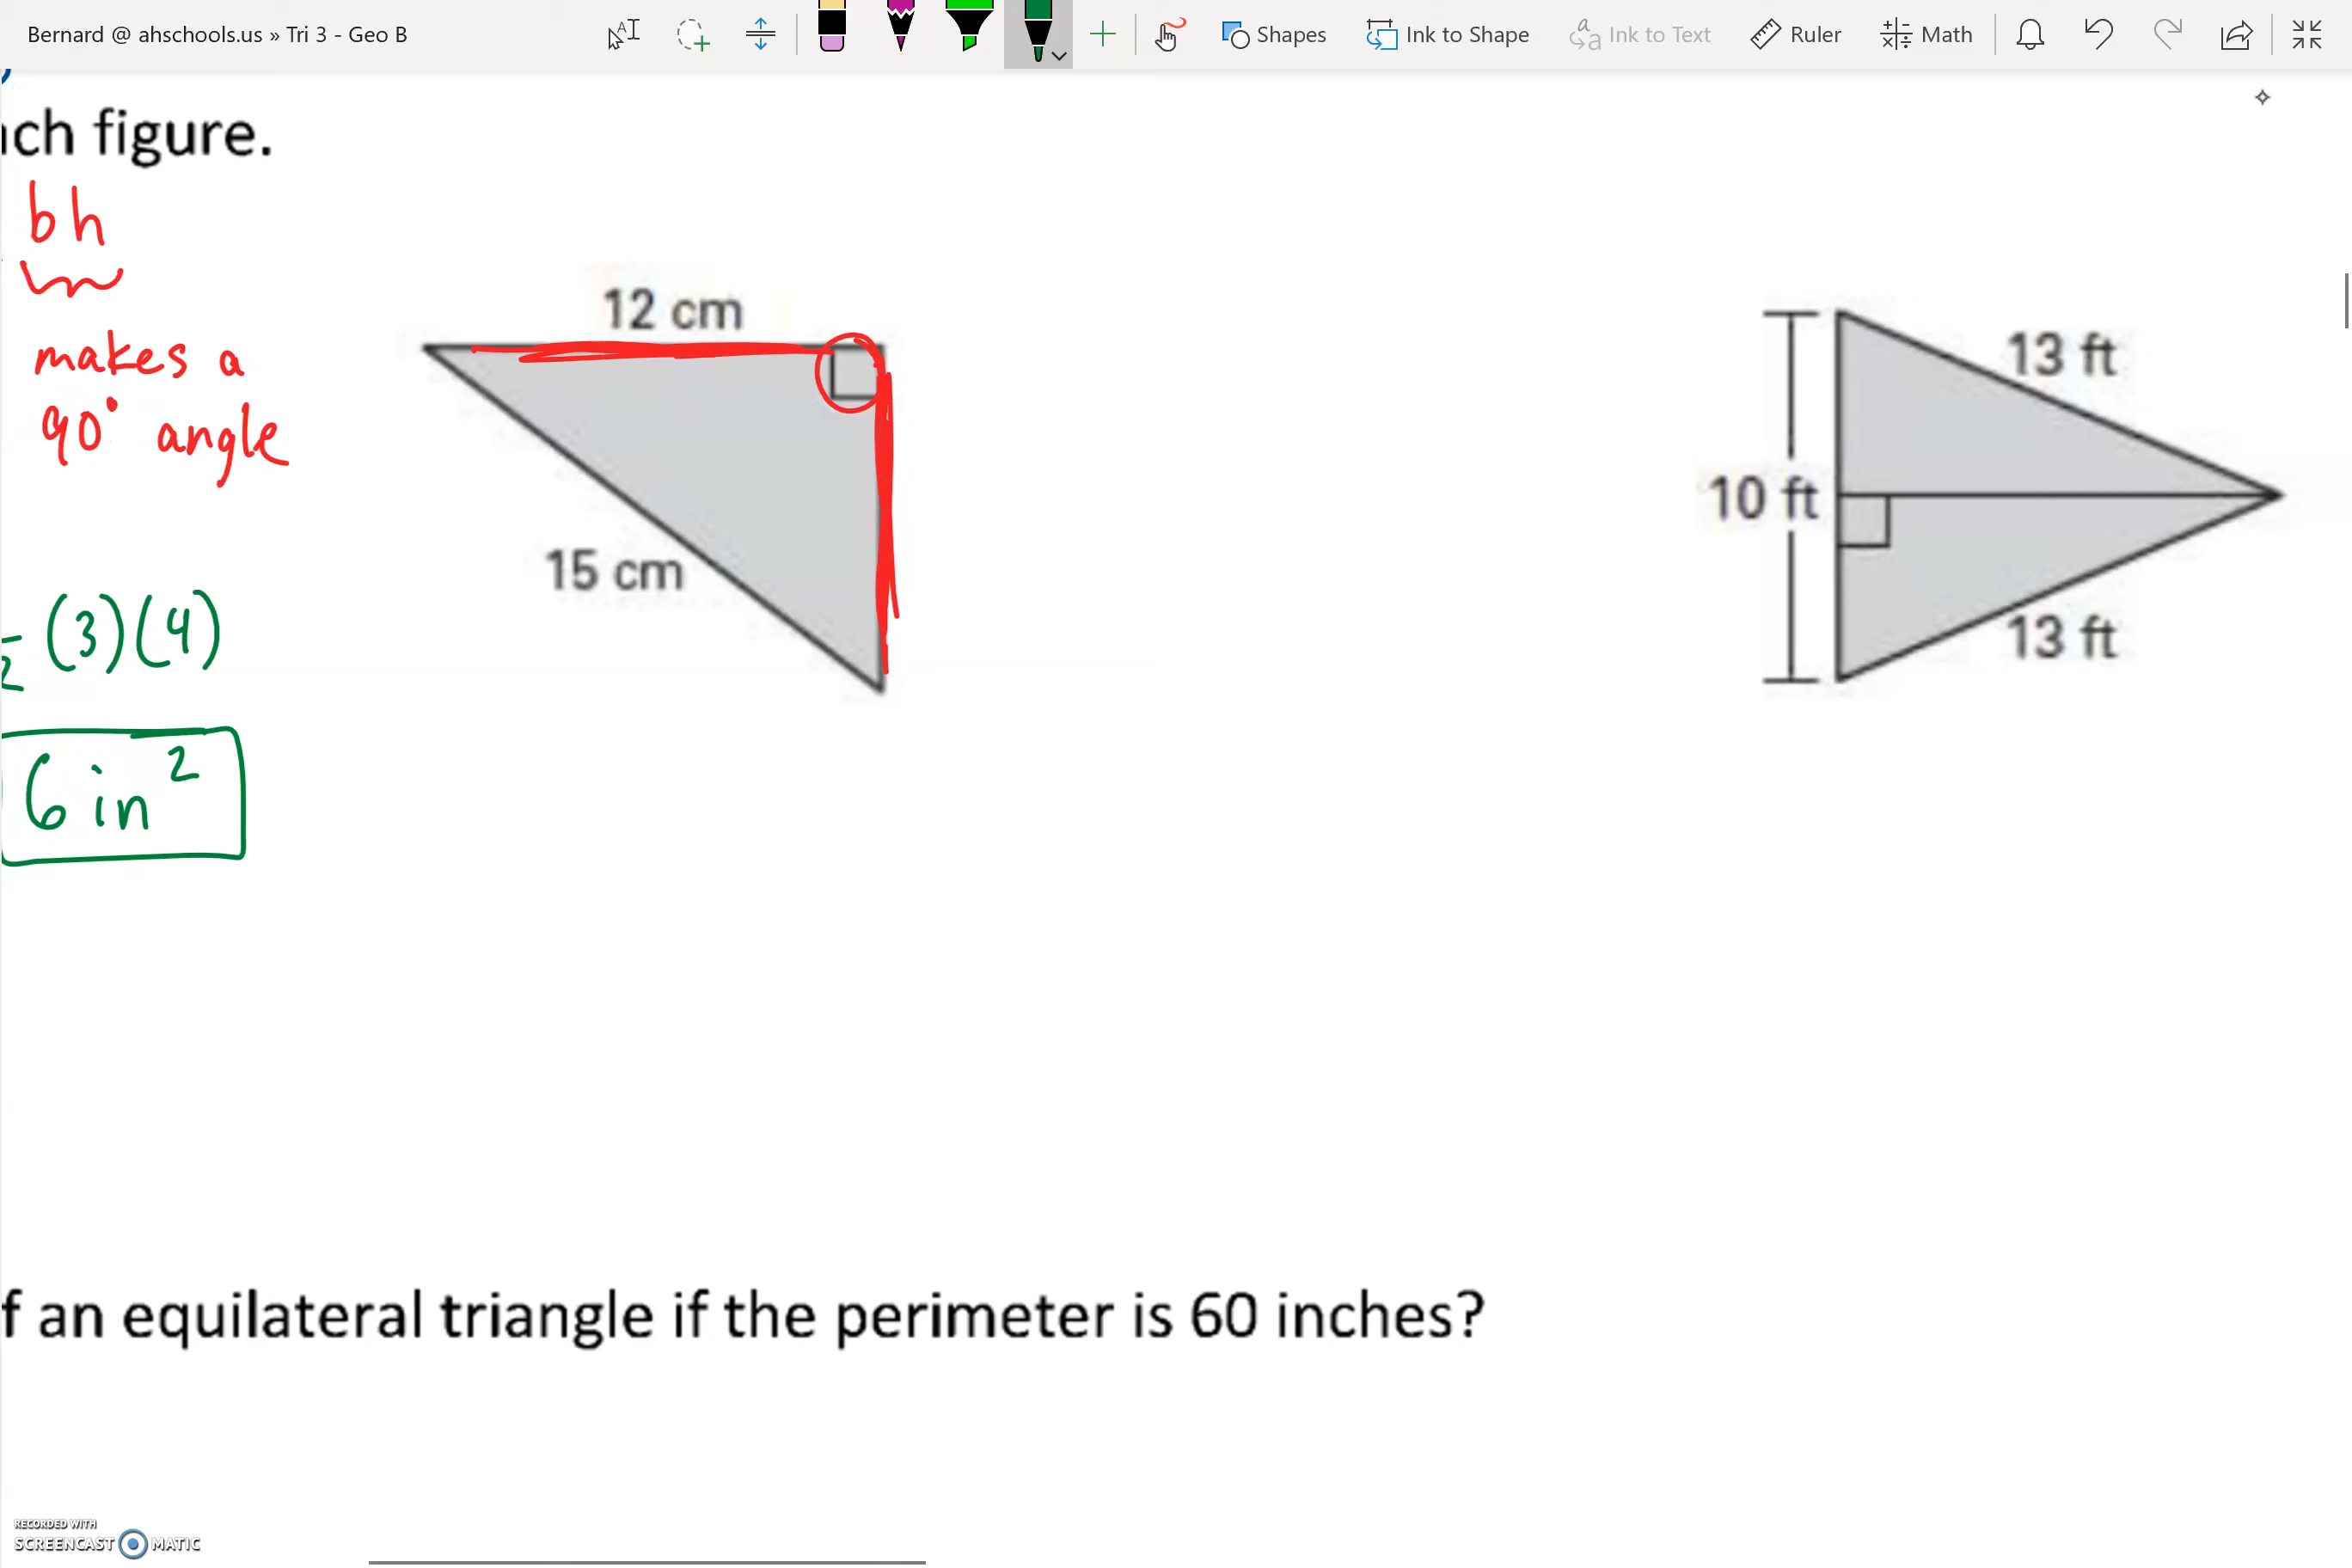 Bernard @ ahschools.us » Tri 3 - Geo B
Shapes
Ink to Shape
Ink to Text
Ruler
Math
ch figure.
bh
makes a
90° angle
12 cm
15 cm
13 ft
10 ft
13 ft
(3)(4)
6 in²
f an equilateral triangle if the perimeter is 60 inches?
RECORDED WITH
SCREENCAST MATIC